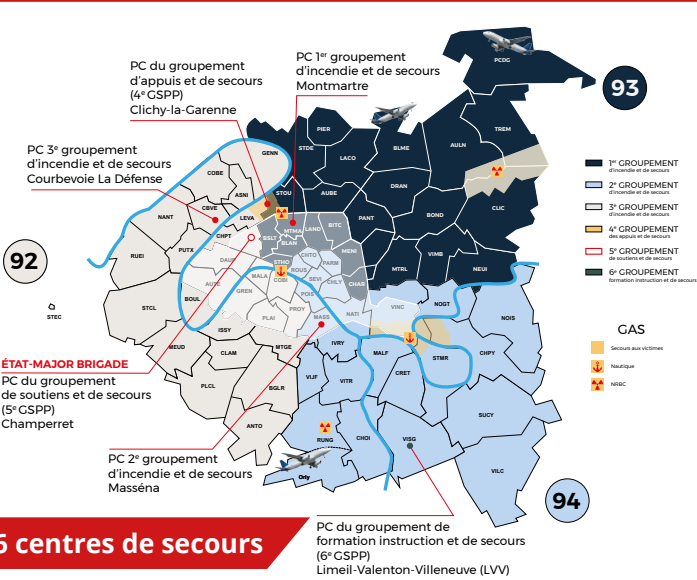 PC du groupement
d'appuis et de secours
(4e GSPP)
Clichy-la-Garenne
PC 1er groupement
d'incendie et de secours
Montmartre
PC 3e groupement
d'incendie et de secours
Courbevoie La Défense
93
92
94
PCDG
TREM
AULN
BLME
PIER
STDE
LACO
GENN
COBE
ASNI
STOU
AUBE
DRAN
CLIC
BOND
PANT
NANT
CBVE
LEVA
CHPT
PUTX
RUEI
MTMA
LAND
BITC
BSLT
BLAN
MENI
VIMB
MTRL
NEUI
DAUP
STHO
CHTO
ROUS
PARM
MALA
COBI
SEVI
CHLY
CHAR
AUTE
GREN
POIS
PROY
PLAI
MASS
NATI
VINC
NOGT
NOIS
BOUL
STEC
STCL
ISSY
MEUD
CLAM
MTGE
IVRY
MALF
STMR
CHPY
CRET
PLCL
BGLR
VIJF
VITR
ANTO
RUNG
CHOI
VISG
SUCY
VILC
Orly
1er GROUPEMENT
d'incendie et de secours
2e GROUPEMENT
d'incendie et de secours
3e GROUPEMENT
d'incendie et de secours
4e GROUPEMENT
des appuis et de secours
5e GROUPEMENT
de soutiens et de secours
6e GROUPEMENT
formation instruction et de secours
GAS
Secours aux victimes
Nautique
NRBC
ÉTAT-MAJOR BRIGADE
PC du groupement
de soutiens et de secours
(5e GSPP)
Champerret
PC 2e groupement
d'incendie et de secours
Masséna
PC du groupement de
formation instruction et de secours
(6e GSPP)
Limeil-Valenton-Villeneuve (LVV)
6 centres de secours